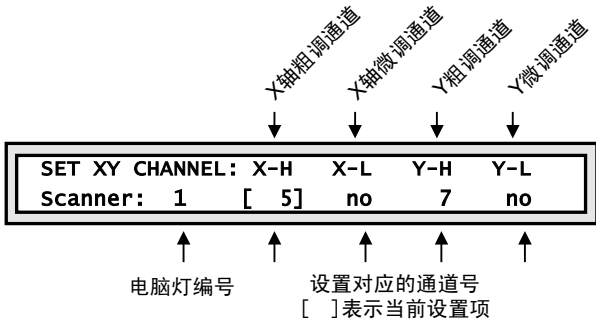 X轴粗调通道
X轴微调通道
Y粗调通道
Y微调通道
SET XY CHANNEL: X-H X-L Y-H Y-L
Scanner: 1 [ 5] no 7 no
电脑灯编号
设置对应的通道号
[ ]表示当前设置项